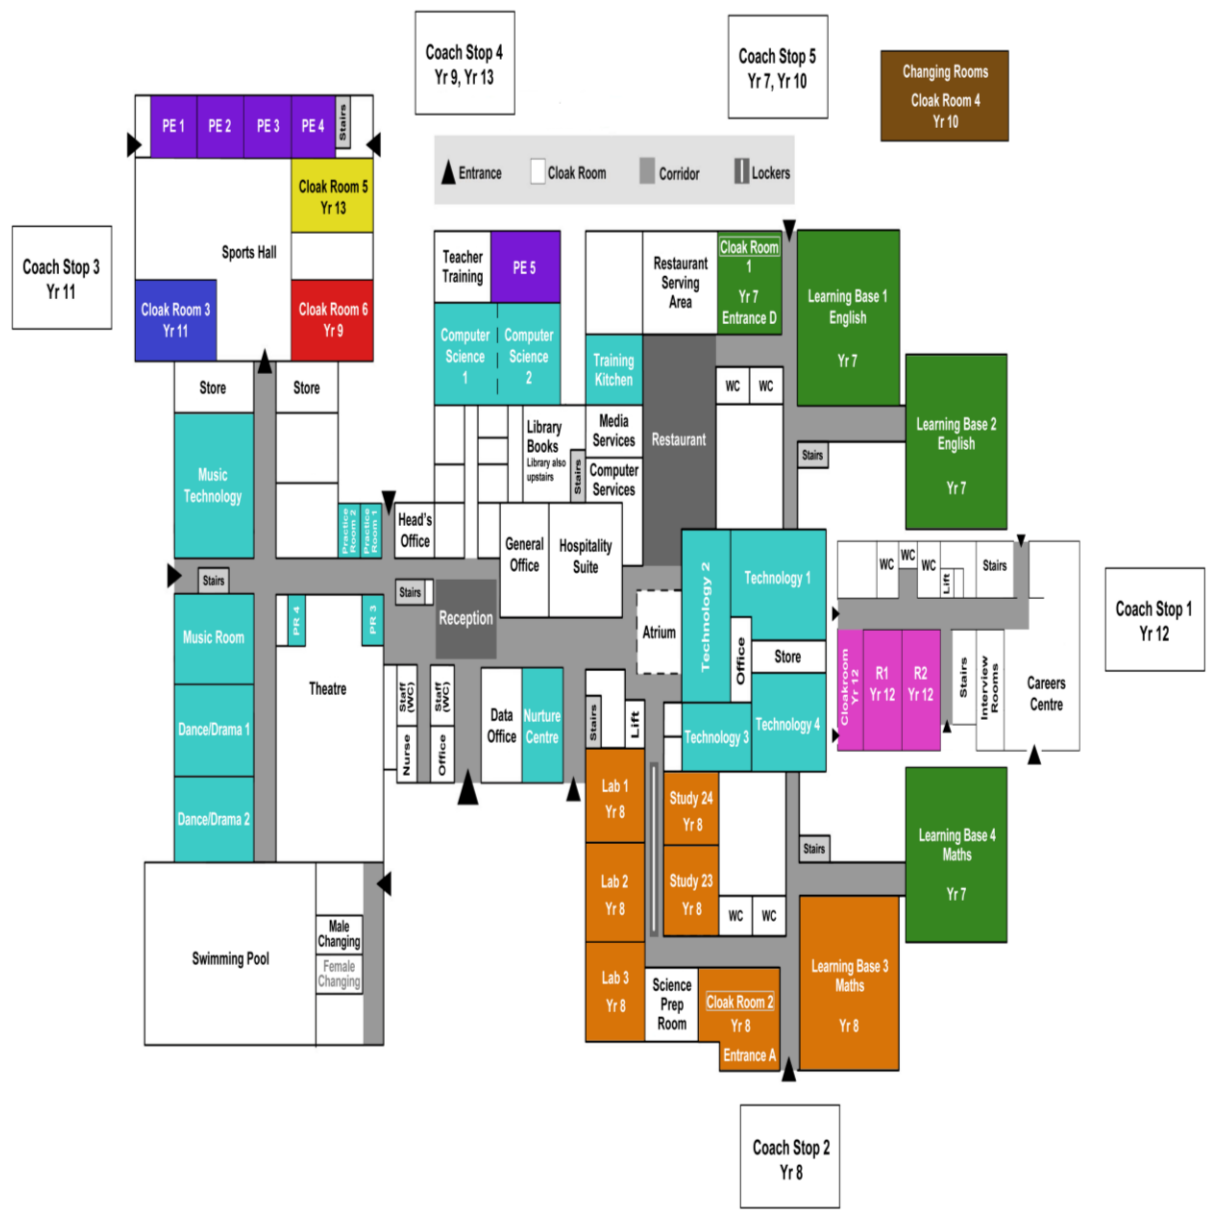 Coach Stop 4
Yr 9, Yr 13
Coach Stop 5
Yr 7, Yr 10
Changing Rooms
Cloak Room 4
Yr 10
PE 1
PE 2
PE 3
PE 4
Stairs
Entrance
Cloak Room
Corridor
Lockers
Cloak Room 5
Yr 13
Sports Hall
Coach Stop 3
Yr 11
Cloak Room 3
Yr 11
Cloak Room 6
Yr 9
Teacher
Training
PE 5
Restaurant
Serving
Area
Cloak Room
1
Yr 7
Entrance D
Learning Base 1
English
Yr 7
Computer
Science
1
Computer
Science
2
Training
Kitchen
WC
WC
Store
Store
Learning Base 2
English
Yr 7
Library
Books
Library also
upstairs
Stairs
Media
Services
Computer
Services
Restaurant
Stairs
Music
Technology
Practice
Room 2
Practice
Room 1
Head's
Office
General
Office
Hospitality
Suite
Technology 2
Technology 1
WC
WC
WC
Lift
Stairs
Stairs
Stairs
Reception
Coach Stop 1
Yr 12
Music Room
PR 4
PR 3
Atrium
Office
Store
Theatre
Cloakroom
Yr 12
R1
Yr 12
R2
Yr 12
Stairs
Interview
Rooms
Careers
Centre
Staff
(WC)
Staff
(WC)
Data
Office
Nurture
Centre
Stairs
Lift
Dance/Drama 1
Nurse
Office
Technology 3
Technology 4
Lab 1
Yr 8
Study 24
Yr 8
Dance/Drama 2
Stairs
Learning Base 4
Maths
Yr 7
Lab 2
Yr 8
Study 23
Yr 8
WC
WC
Swimming Pool
Male
Changing
Female
Changing
Lab 3
Yr 8
Science
Prep
Room
Cloak Room 2
Yr 8
Entrance A
Learning Base 3
Maths
Yr 8
Coach Stop 2
Yr 8